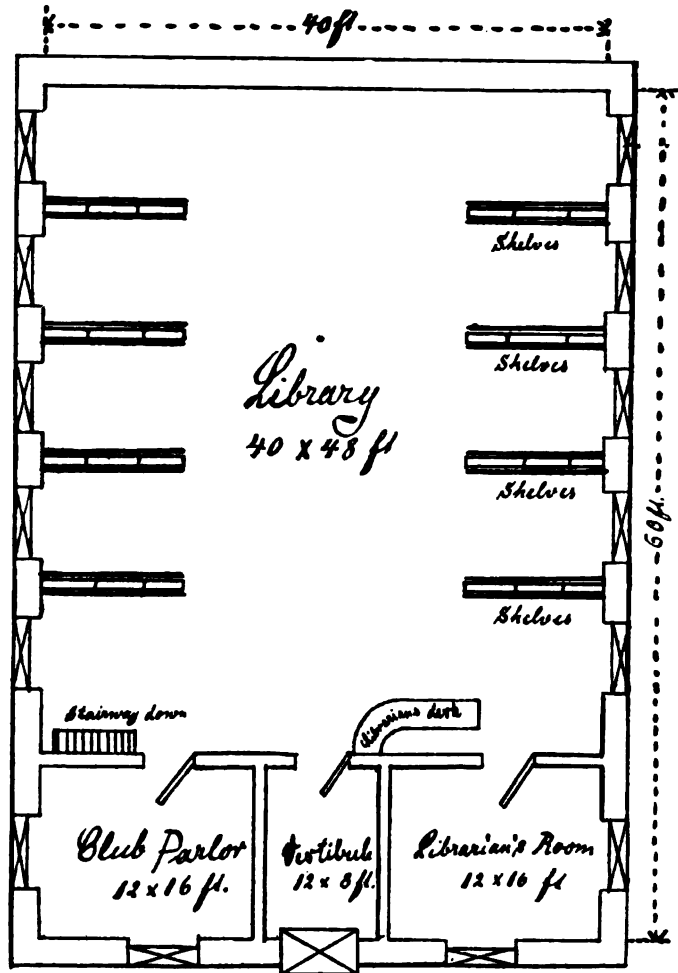 40 ft.
Shelves
Shelves
Library
40 x 48 ft
Shelves
60 ft.
Shelves
Stairway down
Librarians desk
Club Parlor
12 x 16 ft.
Vestibule
12 x 8 ft.
Librarian's Room
12 x 16 ft